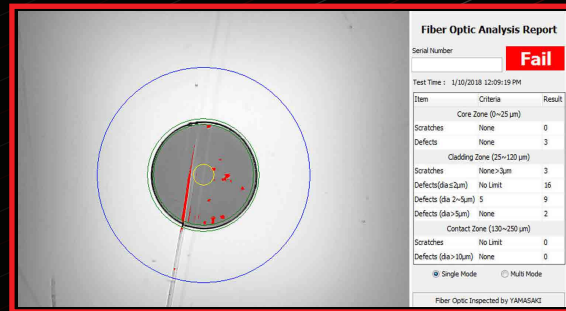 Fiber Optic Analysis Report
Serial Number
Fail
Test Time : 1/10/2018 12:09:19 PM
Item Criteria Result
Core Zone (0~25 µm)
Scratches None 0
Defects None 3
Cladding Zone (25~120 µm)
Scratches None>3µm 3
Defects(dia≤2µm) No Limit 16
Defects (dia 2~5µm) 5 9
Defects (dia>5µm) None 2
Contact Zone (130~250 µm)
Scratches No Limit 0
Defects (dia>10µm) None 0
Single Mode Multi Mode
Fiber Optic Inspected by YAMASAKI